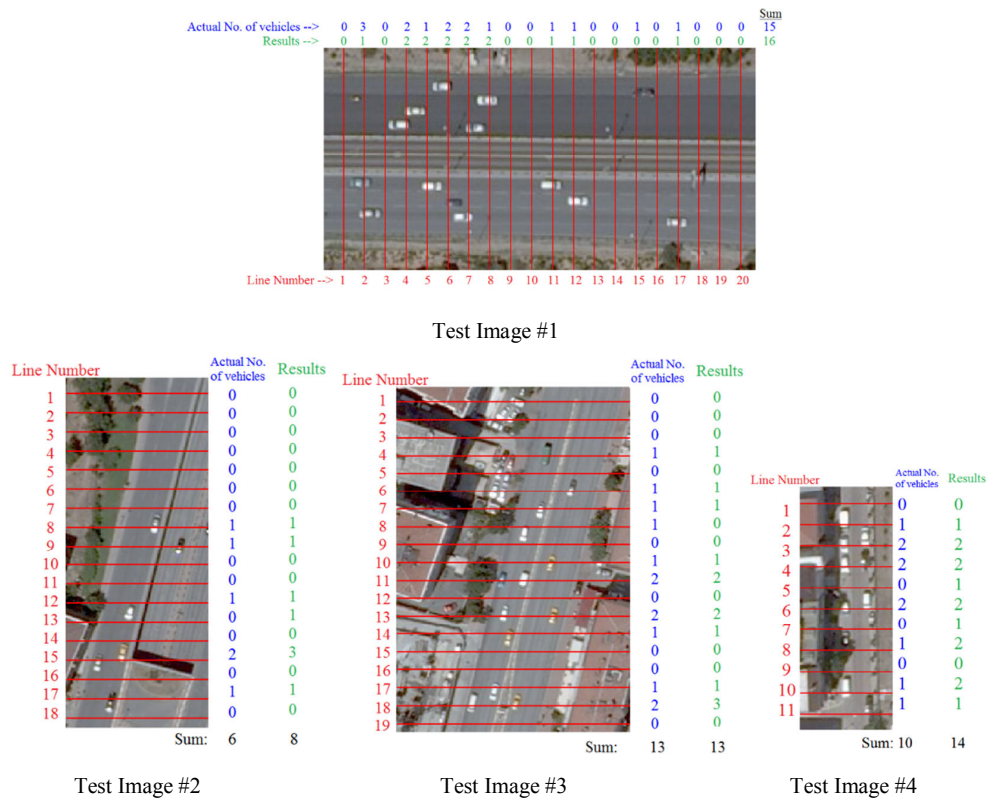 Sum
Actual No. of vehicles --> 0 3 0 2 1 2 2 1 0 0 1 1 0 0 1 0 1 0 0 0 15
Results --> 0 1 0 2 2 2 2 2 0 0 1 1 0 0 0 0 1 0 0 0 16
Line Number --> 1 2 3 4 5 6 7 8 9 10 11 12 13 14 15 16 17 18 19 20
Test Image #1
Line Number Actual No. of vehicles Results
1 0 0
2 0 0
3 0 0
4 0 0
5 0 0
6 0 0
7 0 0
8 1 1
9 1 1
10 0 0
11 0 0
12 1 1
13 0 1
14 0 0
15 2 3
16 0 0
17 1 1
18 0 0
Sum: 6 8
Test Image #2
Line Number Actual No. of vehicles Results
1 0 0
2 0 0
3 0 0
4 1 1
5 0 0
6 1 1
7 1 1
8 1 0
9 0 0
10 1 1
11 2 2
12 0 0
13 2 2
14 1 1
15 0 0
16 0 0
17 1 1
18 2 3
19 0 0
Sum: 13 13
Test Image #3
Line Number Actual No. of vehicles Results
1 0 0
2 1 1
3 2 2
4 2 2
5 0 1
6 2 2
7 0 1
8 1 2
9 0 0
10 1 2
11 1 1
Sum: 10 14
Test Image #4